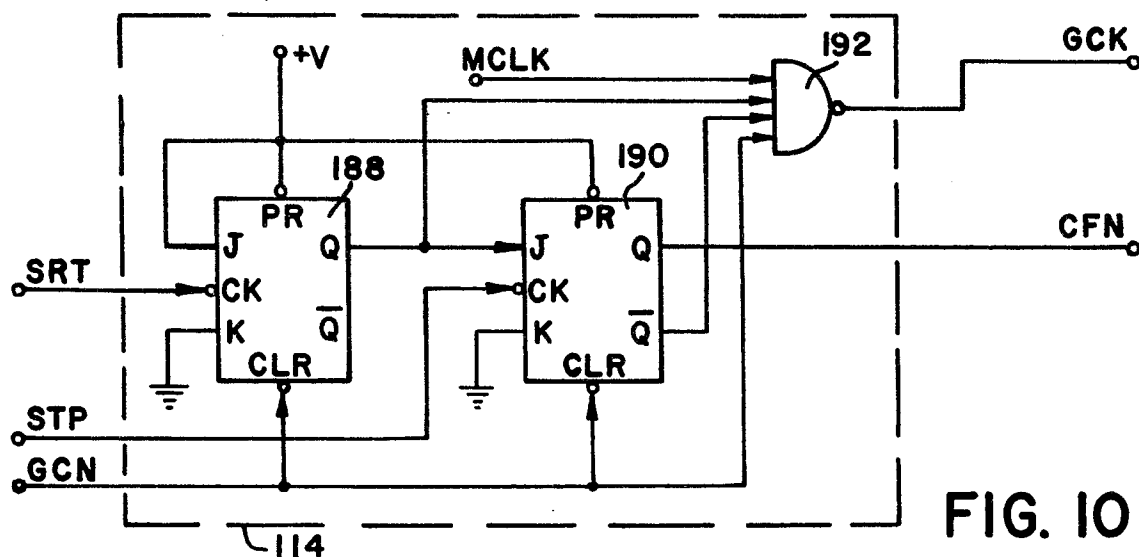 +V
MCLK
192
GCK
188
190
PR
J
Q
CK
K
Q̅
CLR
PR
J
Q
CK
K
Q̅
CLR
CFN
SRT
STP
GCN
114
FIG. 10